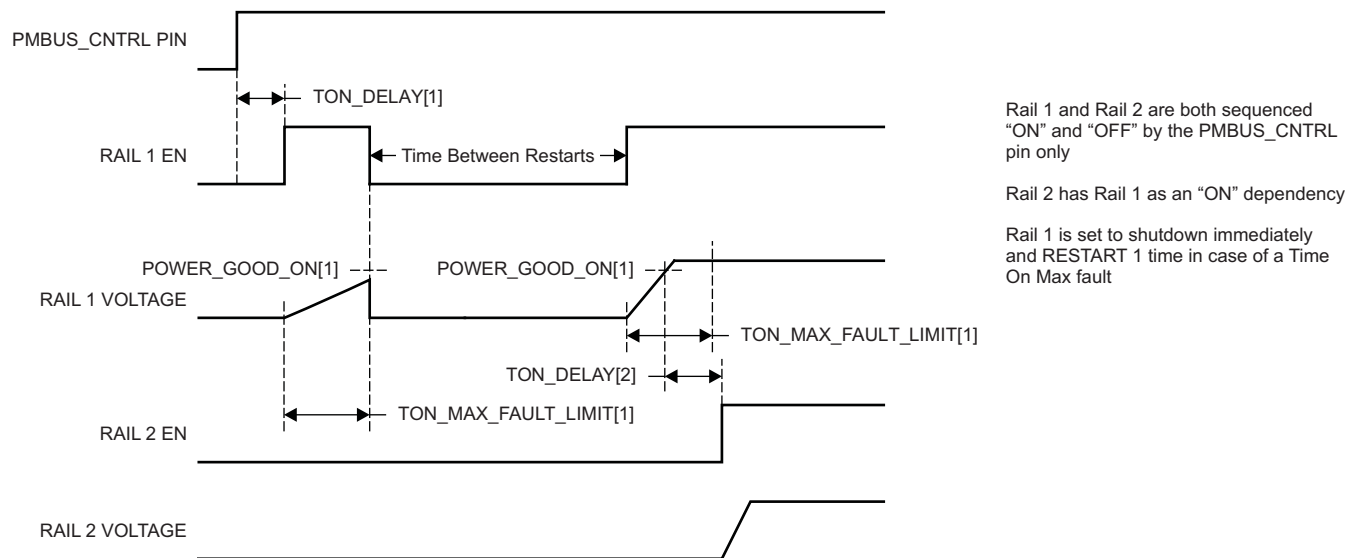 PMBUS_CNTRL PIN
TON_DELAY[1]
RAIL 1 EN
Time Between Restarts
POWER_GOOD_ON[1]
POWER_GOOD_ON[1]
RAIL 1 VOLTAGE
TON_MAX_FAULT_LIMIT[1]
TON_DELAY[2]
TON_MAX_FAULT_LIMIT[1]
RAIL 2 EN
RAIL 2 VOLTAGE
Rail 1 and Rail 2 are both sequenced
“ON” and “OFF” by the PMBUS_CNTRL
pin only
Rail 2 has Rail 1 as an “ON” dependency
Rail 1 is set to shutdown immediately
and RESTART 1 time in case of a Time
On Max fault